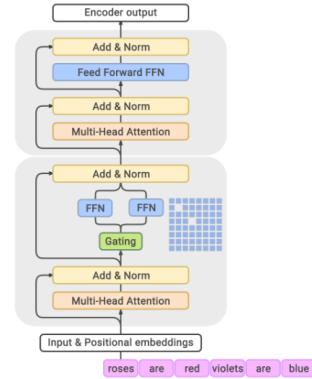 Encoder output
Add & Norm
Feed Forward FFN
Add & Norm
Multi-Head Attention
Add & Norm
FFN FFN
Gating
Add & Norm
Multi-Head Attention
Input & Positional embeddings
roses are red violets are blue